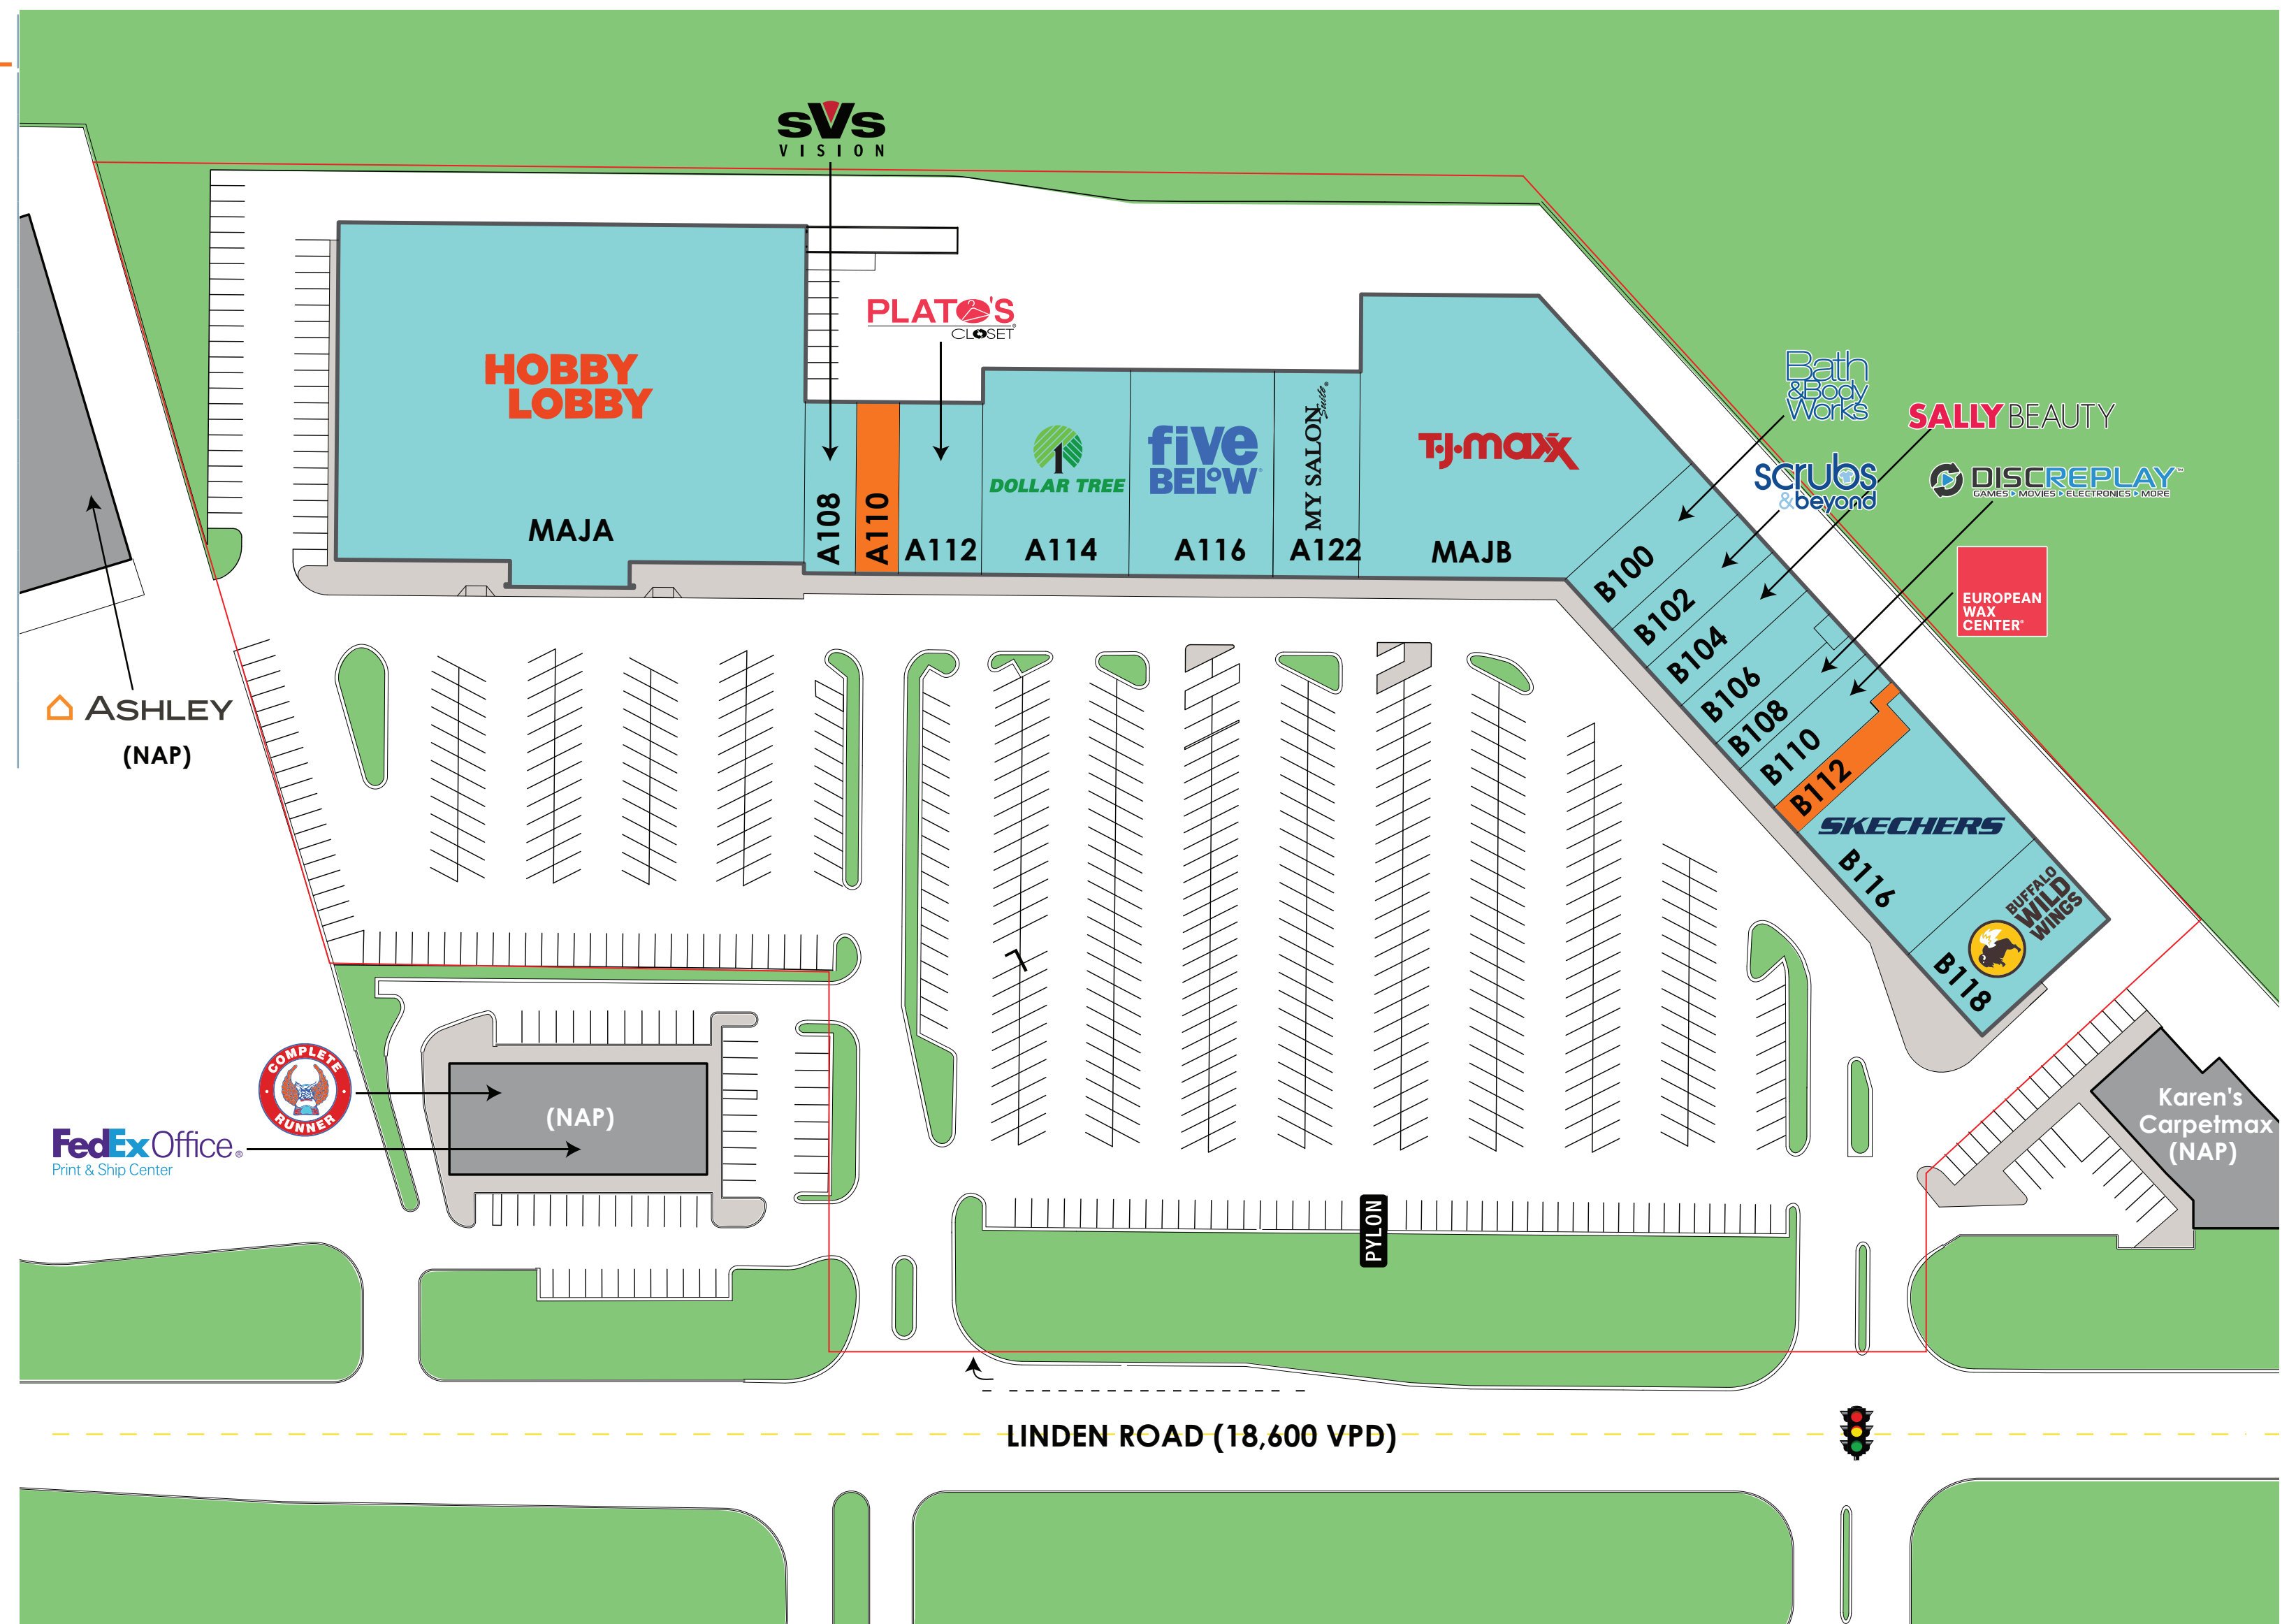 SVS
VISION
PLATO'S
CLOSET
HOBBY
LOBBY
MAJA
A108
A110
A112
DOLLAR TREE
A114
fiVe
BELOW
A116
MY SALON Suite
A122
T·J·maxx
MAJB
Bath
&Body
Works
SALLY BEAUTY
scrubs
&beyond
DISCREPLAY™
GAMES ▸ MOVIES ▸ ELECTRONICS ▸ MORE
EUROPEAN
WAX
CENTER®
B100
B102
B104
B106
B108
B110
B112
SKECHERS
B116
BUFFALO
WILD
WINGS
B118
ASHLEY
(NAP)
COMPLETE
RUNNER
FedEx Office®
Print & Ship Center
(NAP)
Karen's
Carpetmax
(NAP)
PYLON
LINDEN ROAD (18,600 VPD)